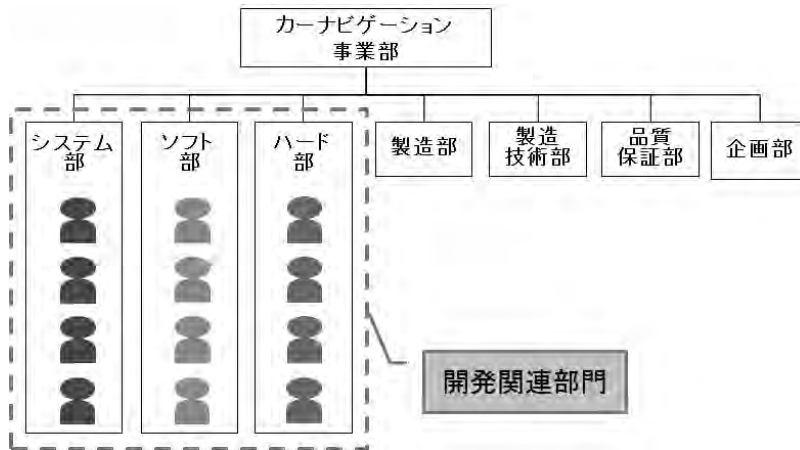 カーナビゲーション
事業部
システム
部
ソフト
部
ハード
部
製造部
製造
技術部
品質
保証部
企画部
開発関連部門